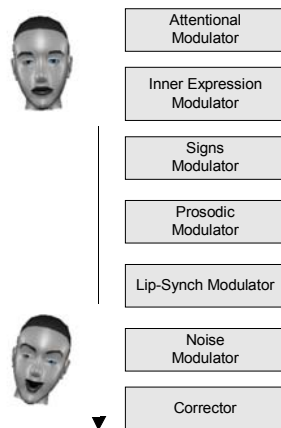 Attentional
Modulator
Inner Expression
Modulator
Signs
Modulator
Prosodic
Modulator
Lip-Synch Modulator
Noise
Modulator
Corrector